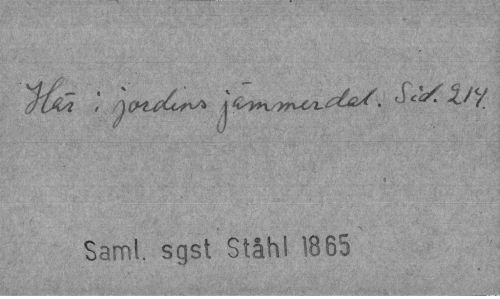 Här i jordens jämmerdal. Sid. 214.
Saml. sgst Ståhl 1865